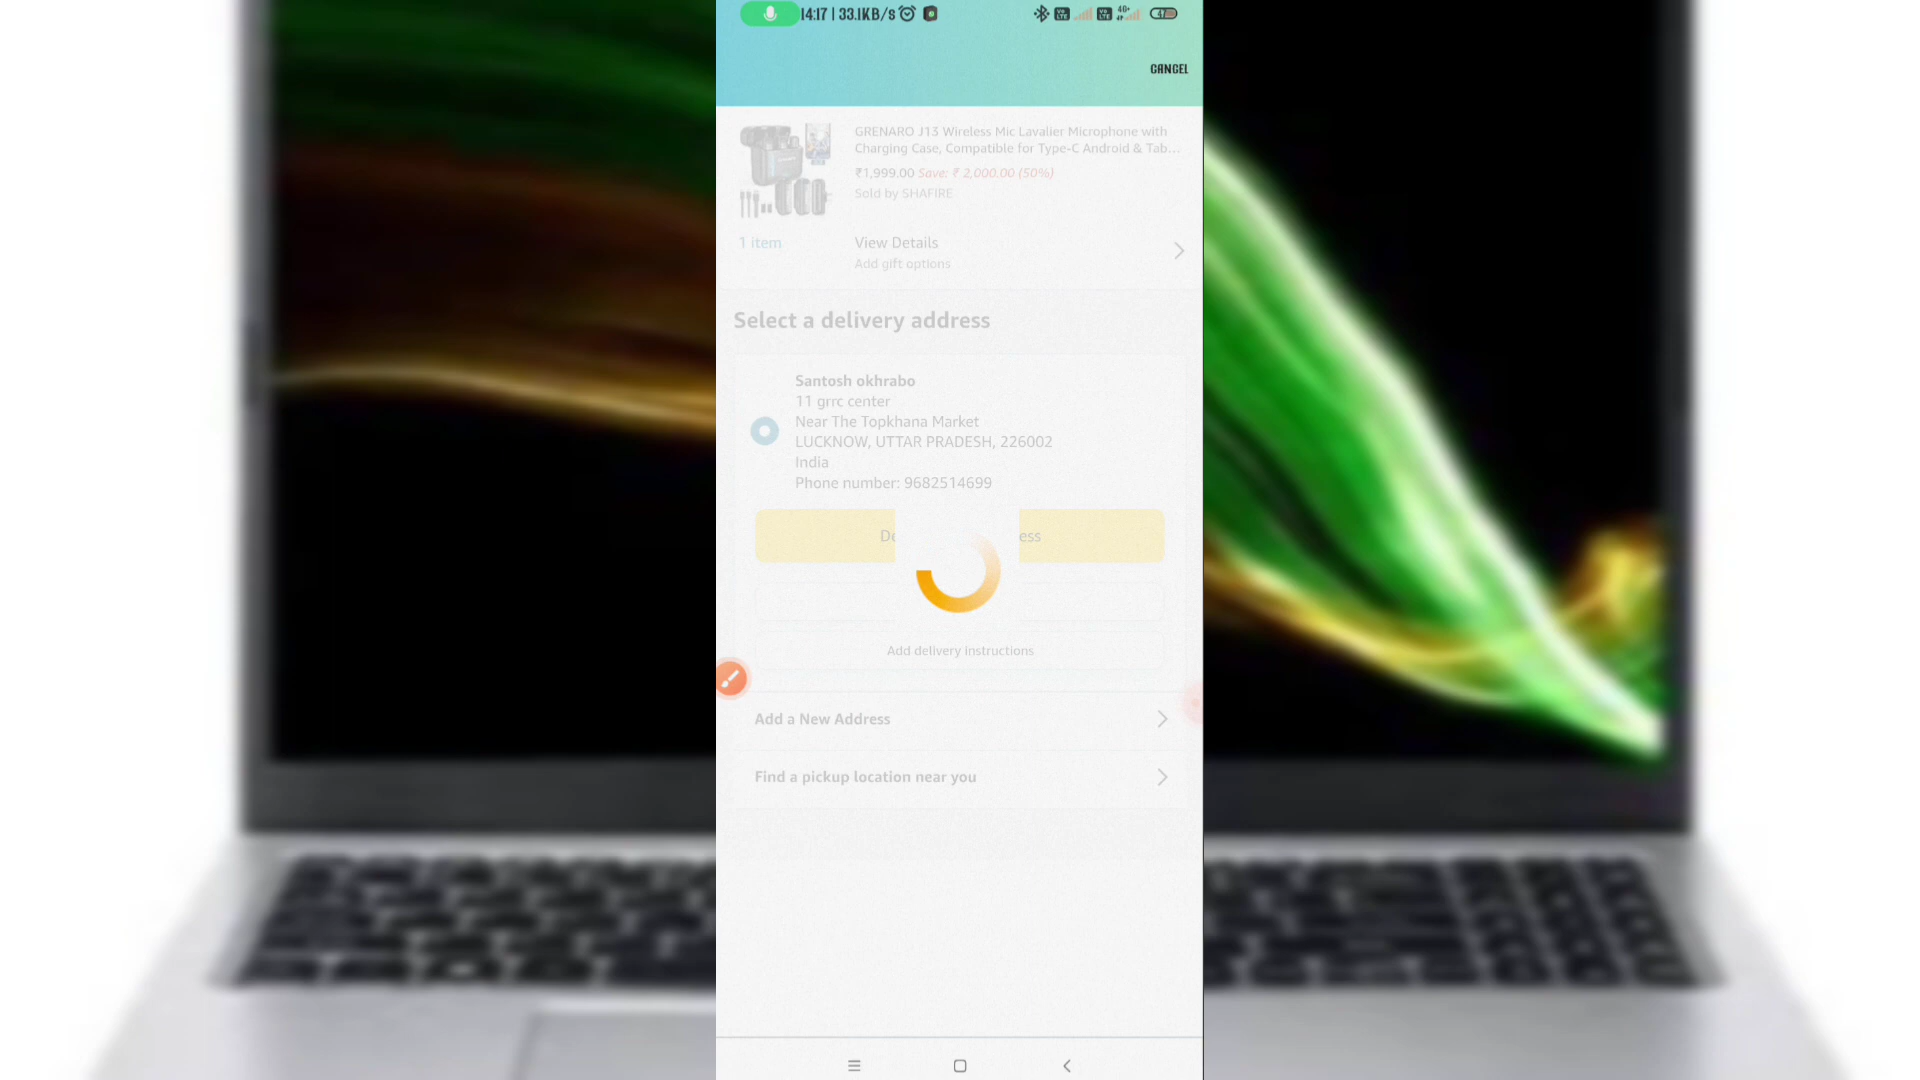 14:17 | 33.1KB/s
CANCEL
GRENARO J13 Wireless Mic Lavalier Microphone with
Charging Case, Compatible for Type-C Android & Tab...
₹1,999.00 Save: ₹ 2,000.00 (50%)
Sold by SHAFIRE
1 item
View Details
Add gift options
Select a delivery address
Santosh okhrabo
11 grrc center
Near The Topkhana Market
LUCKNOW, UTTAR PRADESH, 226002
India
Phone number: 9682514699
Add delivery instructions
Add a New Address
Find a pickup location near you